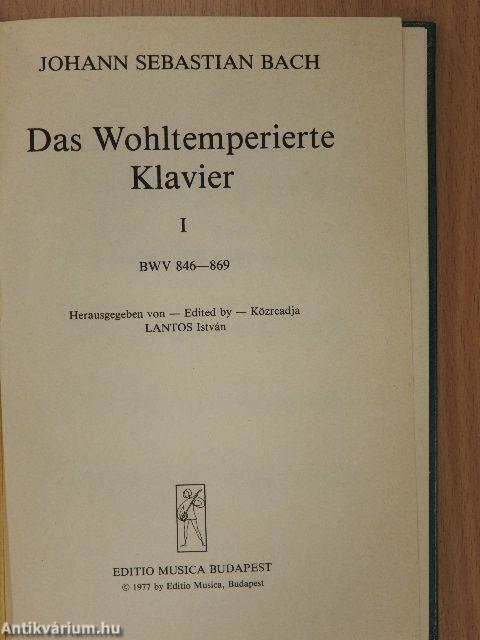 JOHANN SEBASTIAN BACH
Das Wohltemperierte
Klavier
I
BWV 846—869
Herausgegeben von — Edited by — Közreadja
LANTOS István
EDITIO MUSICA BUDAPEST
© 1977 by Editio Musica, Budapest
Antikvárium.hu